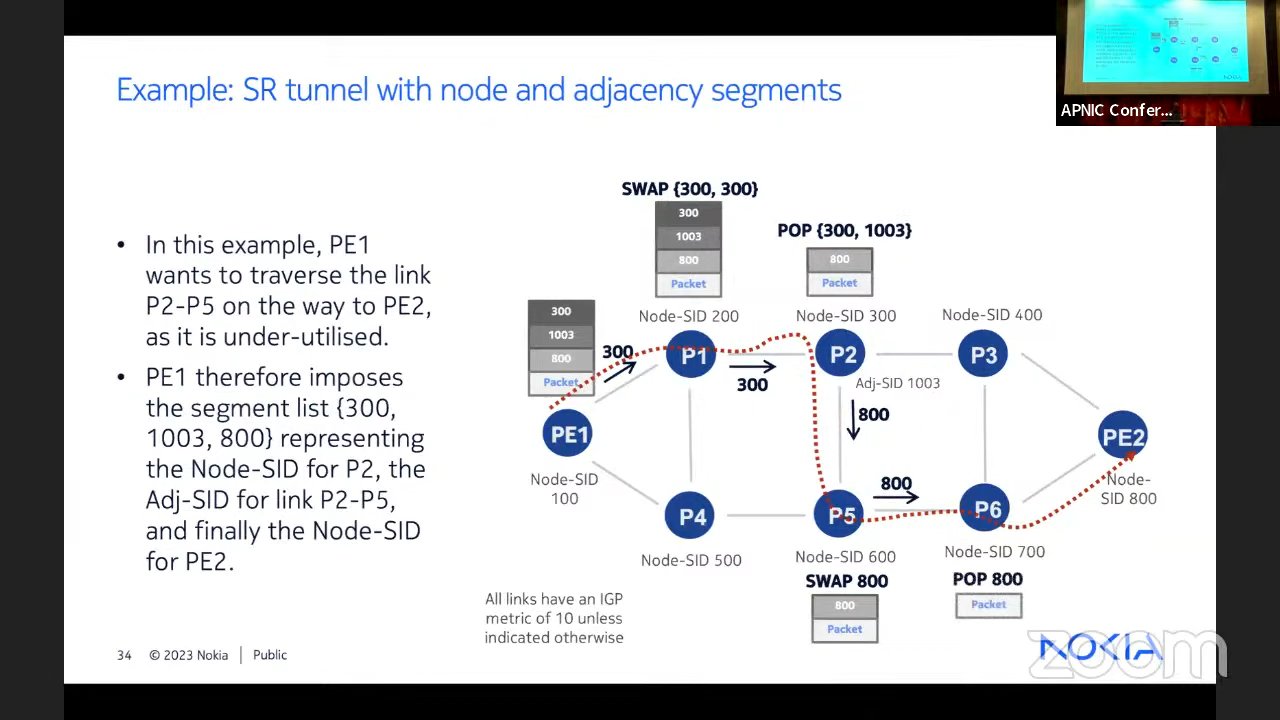 Example: SR tunnel with node and adjacency segments
APNIC Confer...
• In this example, PE1
wants to traverse the link
P2-P5 on the way to PE2,
as it is under-utilised.
• PE1 therefore imposes
the segment list {300,
1003, 800} representing
the Node-SID for P2, the
Adj-SID for link P2-P5,
and finally the Node-SID
for PE2.
SWAP {300, 300}
300
1003
800
Packet
Node-SID 200
P1
POP {300, 1003}
800
Packet
Node-SID 300
P2
Adj-SID 1003
Node-SID 400
P3
300
1003
800
Packet
300
300
800
PE1
Node-SID
100
PE2
Node-
SID 800
P4
Node-SID 500
P5
800
P6
Node-SID 600
SWAP 800
800
Packet
Node-SID 700
POP 800
Packet
All links have an IGP
metric of 10 unless
indicated otherwise
34 © 2023 Nokia | Public
NOKIA
zoom